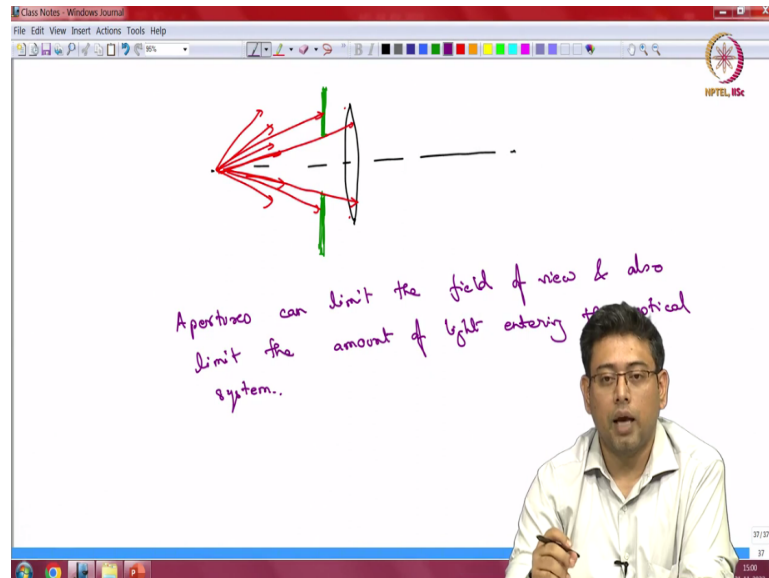 Class Notes - Windows Journal
File Edit View Insert Actions Tools Help
95%
NPTEL, IISc
Apertures can limit the field of view & also
limit the amount of light entering the optical
system..
37/37
37
15:00